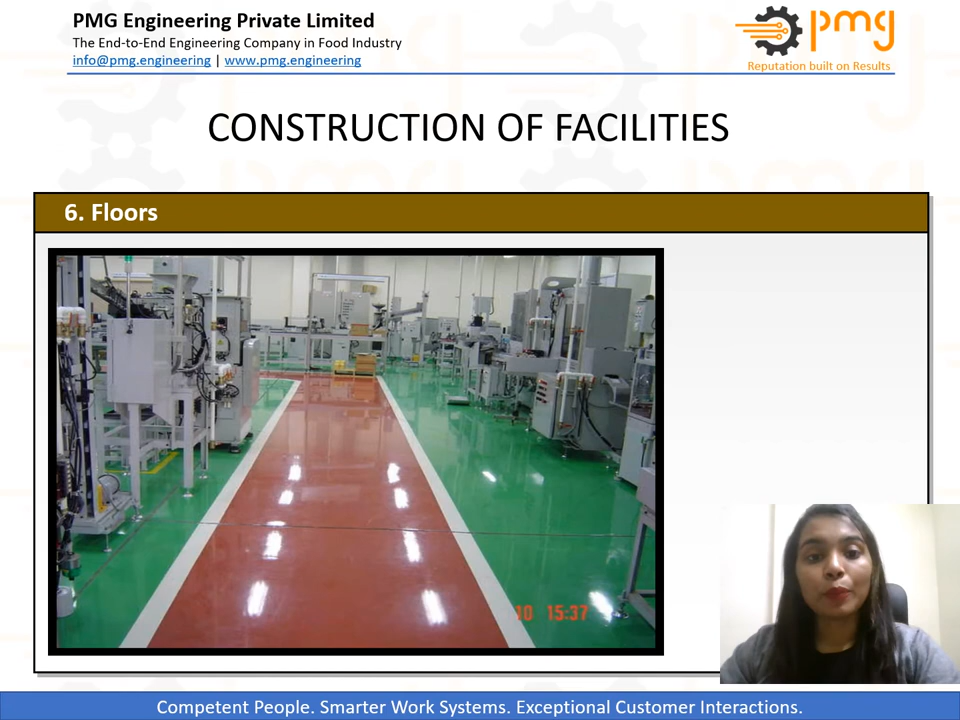 PMG Engineering Private Limited
The End-to-End Engineering Company in Food Industry
info@pmg.engineering | www.pmg.engineering
pmg
Reputation built on Results
CONSTRUCTION OF FACILITIES
6. Floors
15:37
Competent People. Smarter Work Systems. Exceptional Customer Interactions.